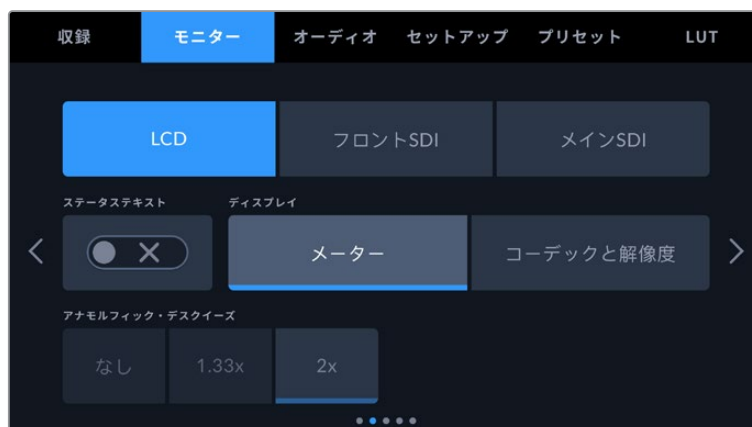 収録 モニター オーディオ セットアップ プリセット LUT
LCD フロントSDI メインSDI
ステータステキスト ディスプレイ
メーター コーデックと解像度
アナモルフィック・デスクイーズ
なし 1.33x 2x